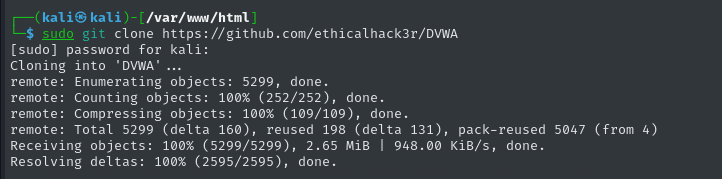 ┌──(kali㉿kali)-[/var/www/html]
└─$ sudo git clone https://github.com/ethicalhack3r/DVWA
[sudo] password for kali:
Cloning into 'DVWA'...
remote: Enumerating objects: 5299, done.
remote: Counting objects: 100% (252/252), done.
remote: Compressing objects: 100% (109/109), done.
remote: Total 5299 (delta 160), reused 198 (delta 131), pack-reused 5047 (from 4)
Receiving objects: 100% (5299/5299), 2.65 MiB | 948.00 KiB/s, done.
Resolving deltas: 100% (2595/2595), done.